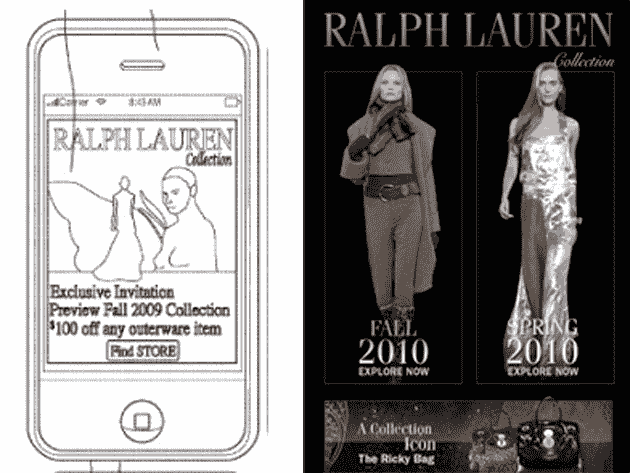 Carrier 8:45 AM
RALPH LAUREN
Collection
Exclusive Invitation
Preview Fall 2009 Collection
$100 off any outerware item
Find STORE
RALPH LAUREN
Collection
FALL
2010
EXPLORE NOW
SPRING
2010
EXPLORE NOW
A Collection
Icon
The Ricky Bag